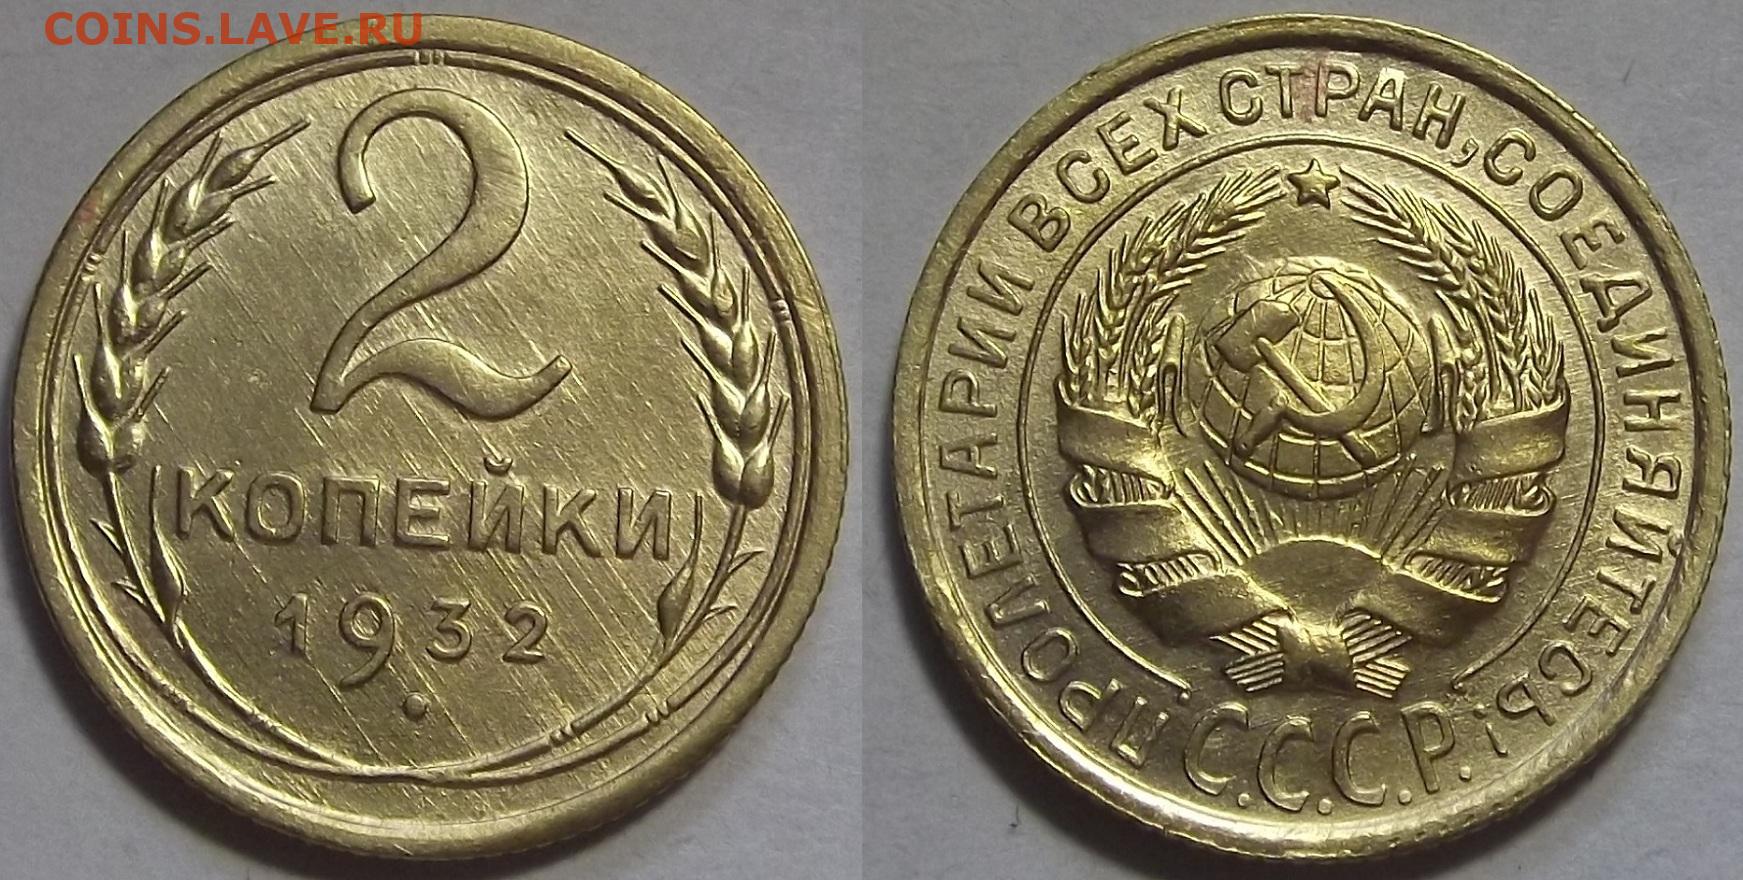 COINS.LAVE.RU
2
КОПЕЙКИ
1932
ПРОЛЕТАРИИ ВСЕХ СТРАН, СОЕДИНЯЙТЕСЬ!
С.С.С.Р.